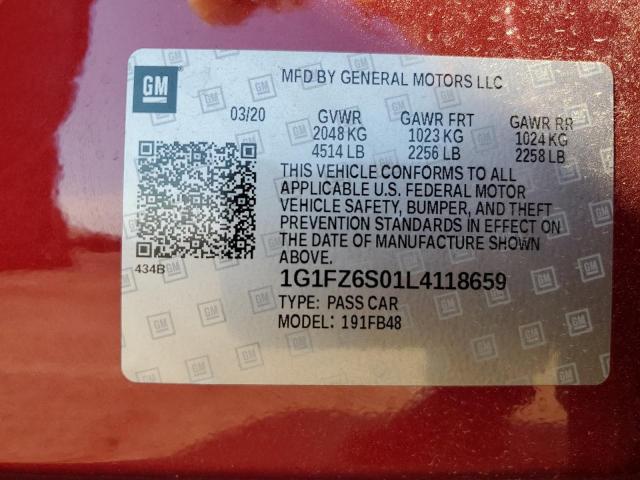 GM
MFD BY GENERAL MOTORS LLC
03/20 GVWR GAWR FRT GAWR RR
2048 KG 1023 KG 1024 KG
4514 LB 2256 LB 2258 LB
THIS VEHICLE CONFORMS TO ALL
APPLICABLE U.S. FEDERAL MOTOR
VEHICLE SAFETY, BUMPER, AND THEFT
PREVENTION STANDARDS IN EFFECT ON
THE DATE OF MANUFACTURE SHOWN
ABOVE.
434B
1G1FZ6S01L4118659
TYPE: PASS CAR
MODEL: 191FB48